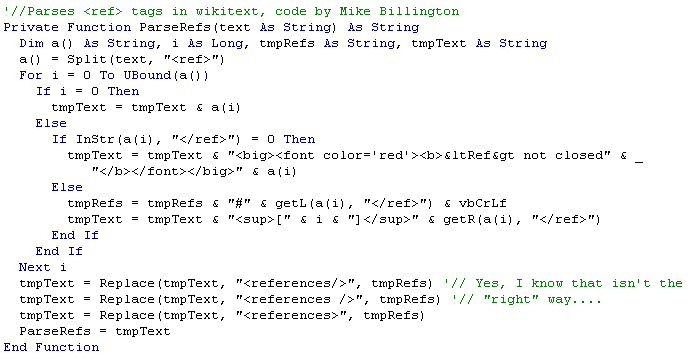 '//Parses <ref> tags in wikitext, code by Mike Billington
Private Function ParseRefs(text As String) As String
  Dim a() As String, i As Long, tmpRefs As String, tmpText As String
  a() = Split(text, "<ref>")
  For i = 0 To UBound(a())
    If i = 0 Then
      tmpText = tmpText & a(i)
    Else
      If InStr(a(i), "</ref>") = 0 Then
        tmpText = tmpText & "<big><font color='red'><b>&ltRef&gt not closed" & _
           "</b></font></big>" & a(i)
      Else
        tmpRefs = tmpRefs & "#" & getL(a(i), "</ref>") & vbCrLf
        tmpText = tmpText & "<sup>[" & i & "]</sup>" & getR(a(i), "</ref>")
      End If
    End If
  Next i
  tmpText = Replace(tmpText, "<references/>", tmpRefs) '// Yes, I know that isn't the
  tmpText = Replace(tmpText, "<references />", tmpRefs) '// "right" way....
  tmpText = Replace(tmpText, "<references>", tmpRefs)
  ParseRefs = tmpText
End Function